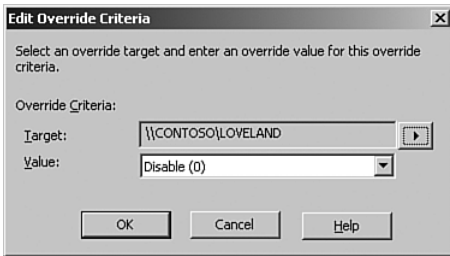 Edit Override Criteria
Select an override target and enter an override value for this override
criteria.
Override Criteria:
Target: \\CONTOSO\LOVELAND
Value: Disable (0)
OK Cancel Help